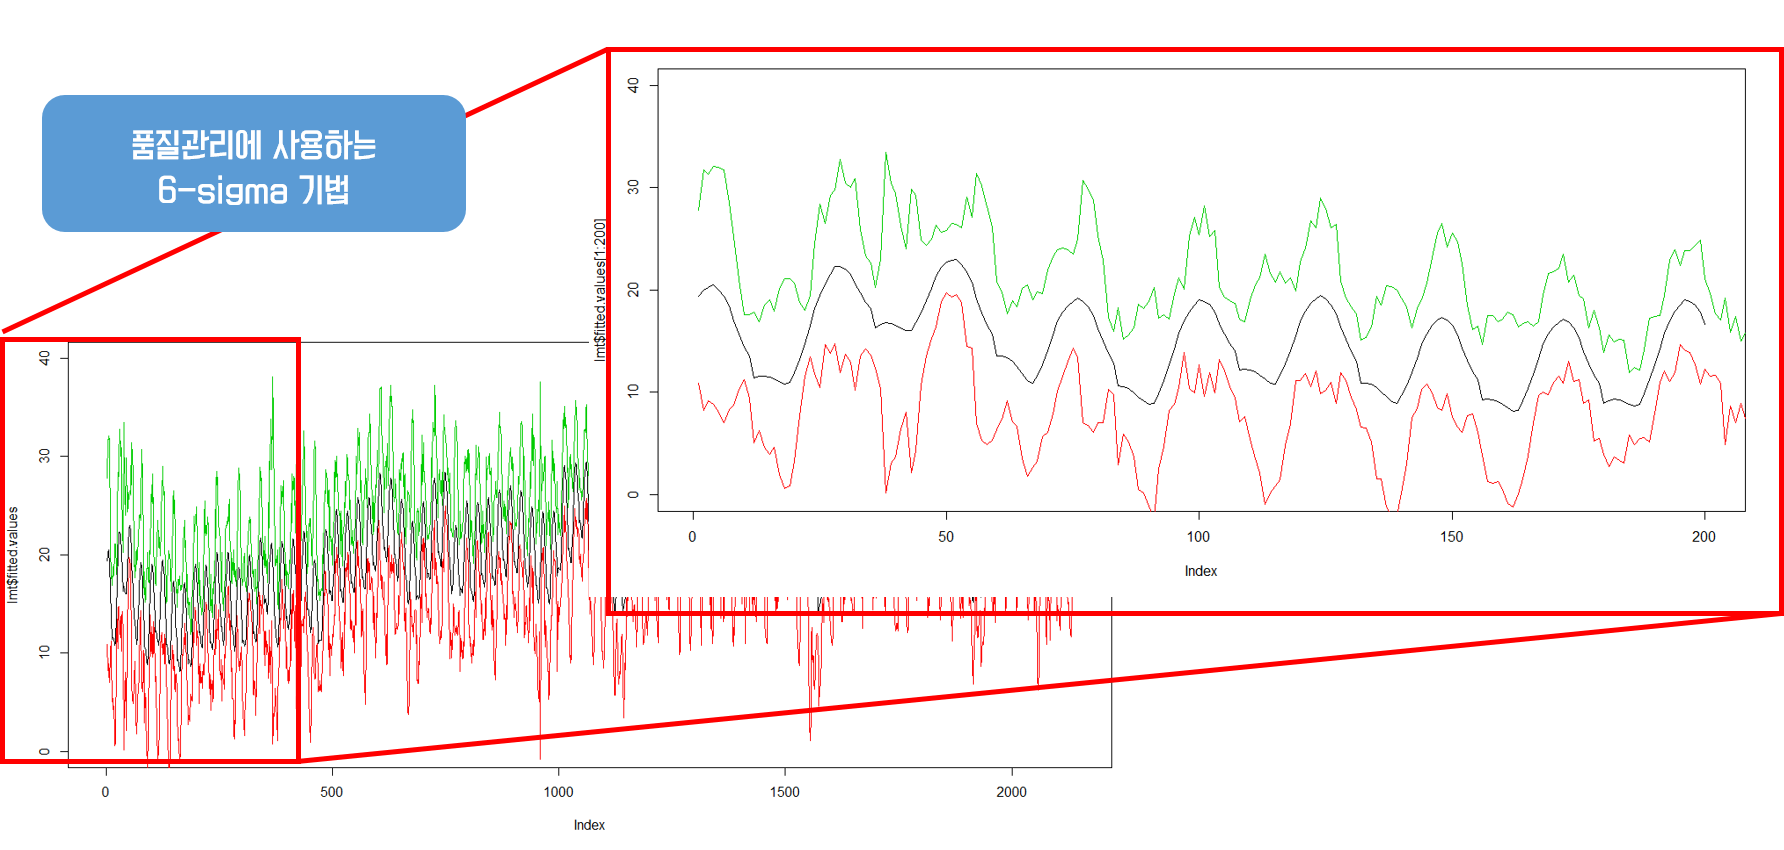 품질관리에 사용하는
6-sigma 기법
lmt$fitted.values[1:200]
40
30
20
10
0
0 50 100 150 200
Index
lmt$fitted.values
40
30
20
10
0
0 500 1000 1500 2000
Index